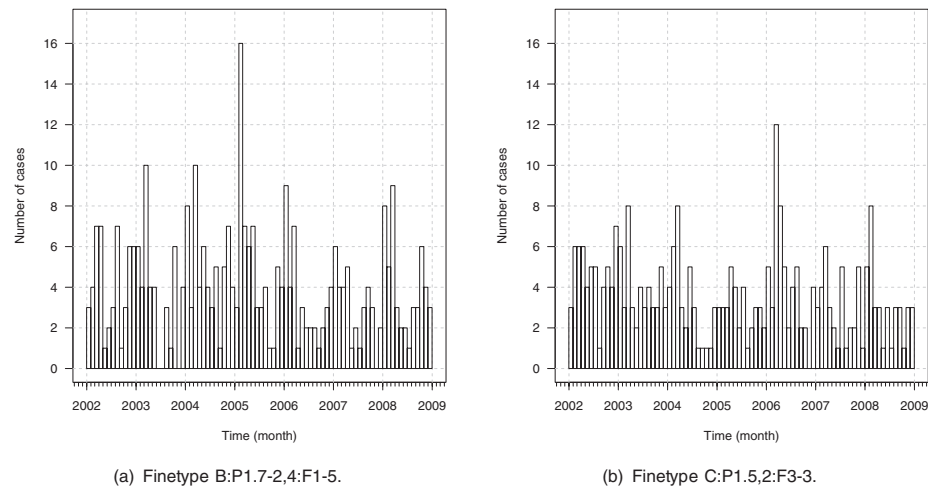 Number of cases
16
14
12
10
8
6
4
2
0
2002 2003 2004 2005 2006 2007 2008 2009
Time (month)
(a) Finetype B:P1.7-2,4:F1-5.
Number of cases
16
14
12
10
8
6
4
2
0
2002 2003 2004 2005 2006 2007 2008 2009
Time (month)
(b) Finetype C:P1.5,2:F3-3.